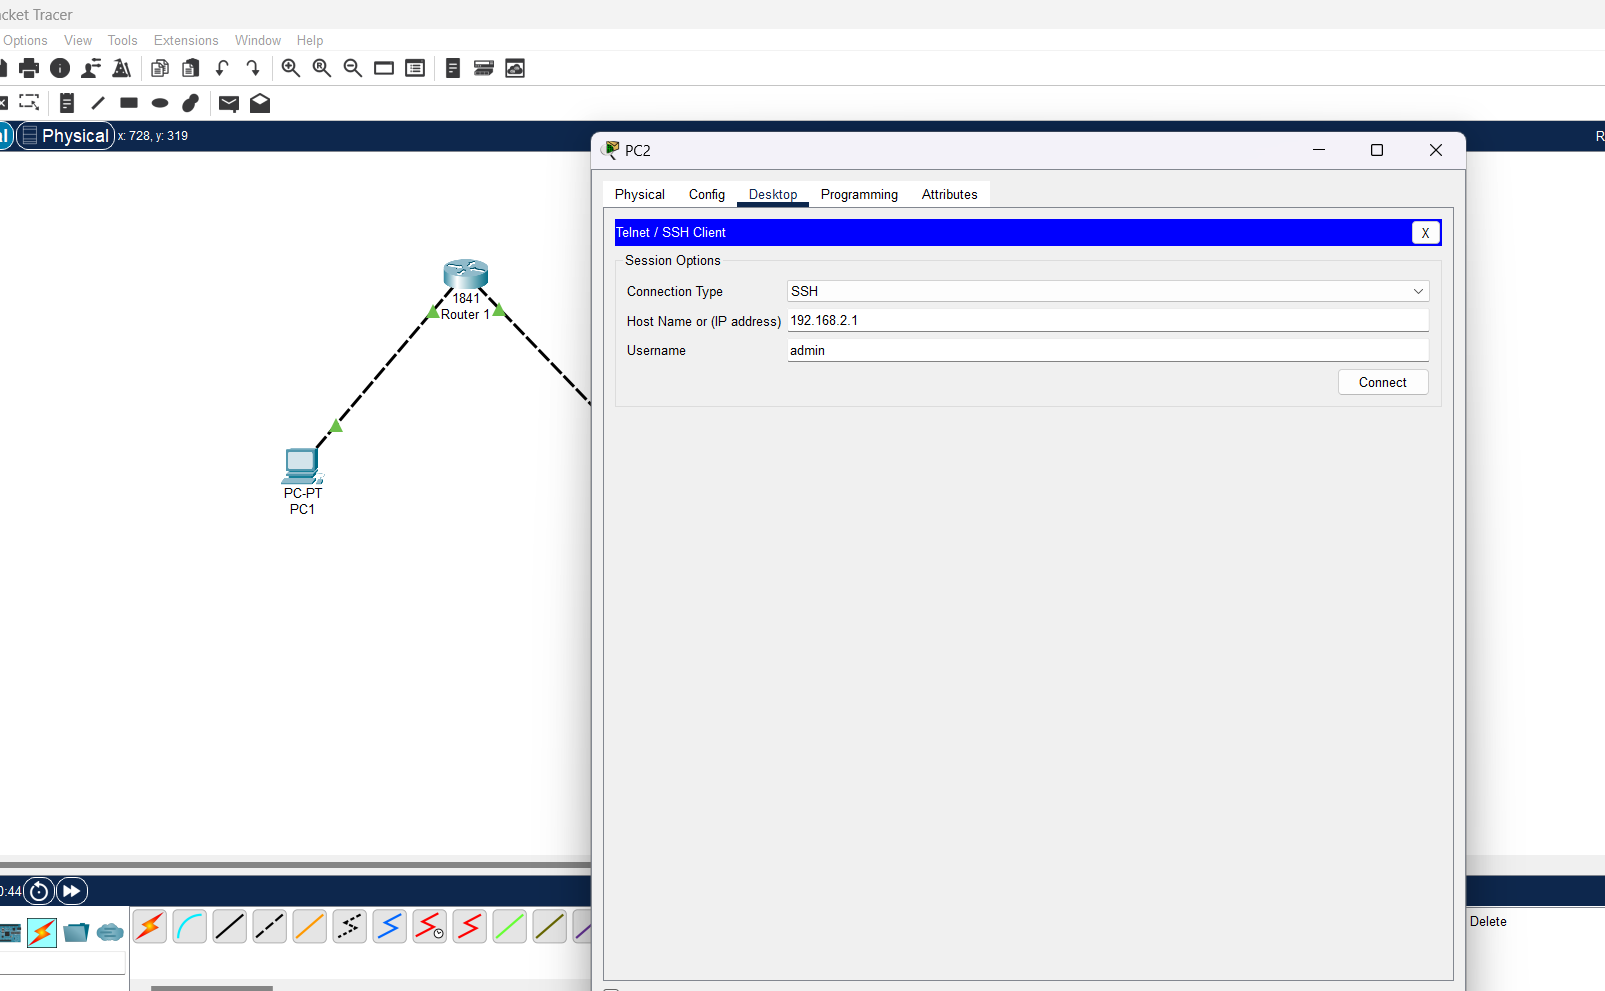 cket Tracer
Options View Tools Extensions Window Help
Physical x: 728, y: 319
R
PC2
Physical Config Desktop Programming Attributes
Telnet / SSH Client X
Session Options
Connection Type SSH
Host Name or (IP address) 192.168.2.1
Username admin
Connect
1841
Router 1
PC-PT
PC1
0:44
Delete